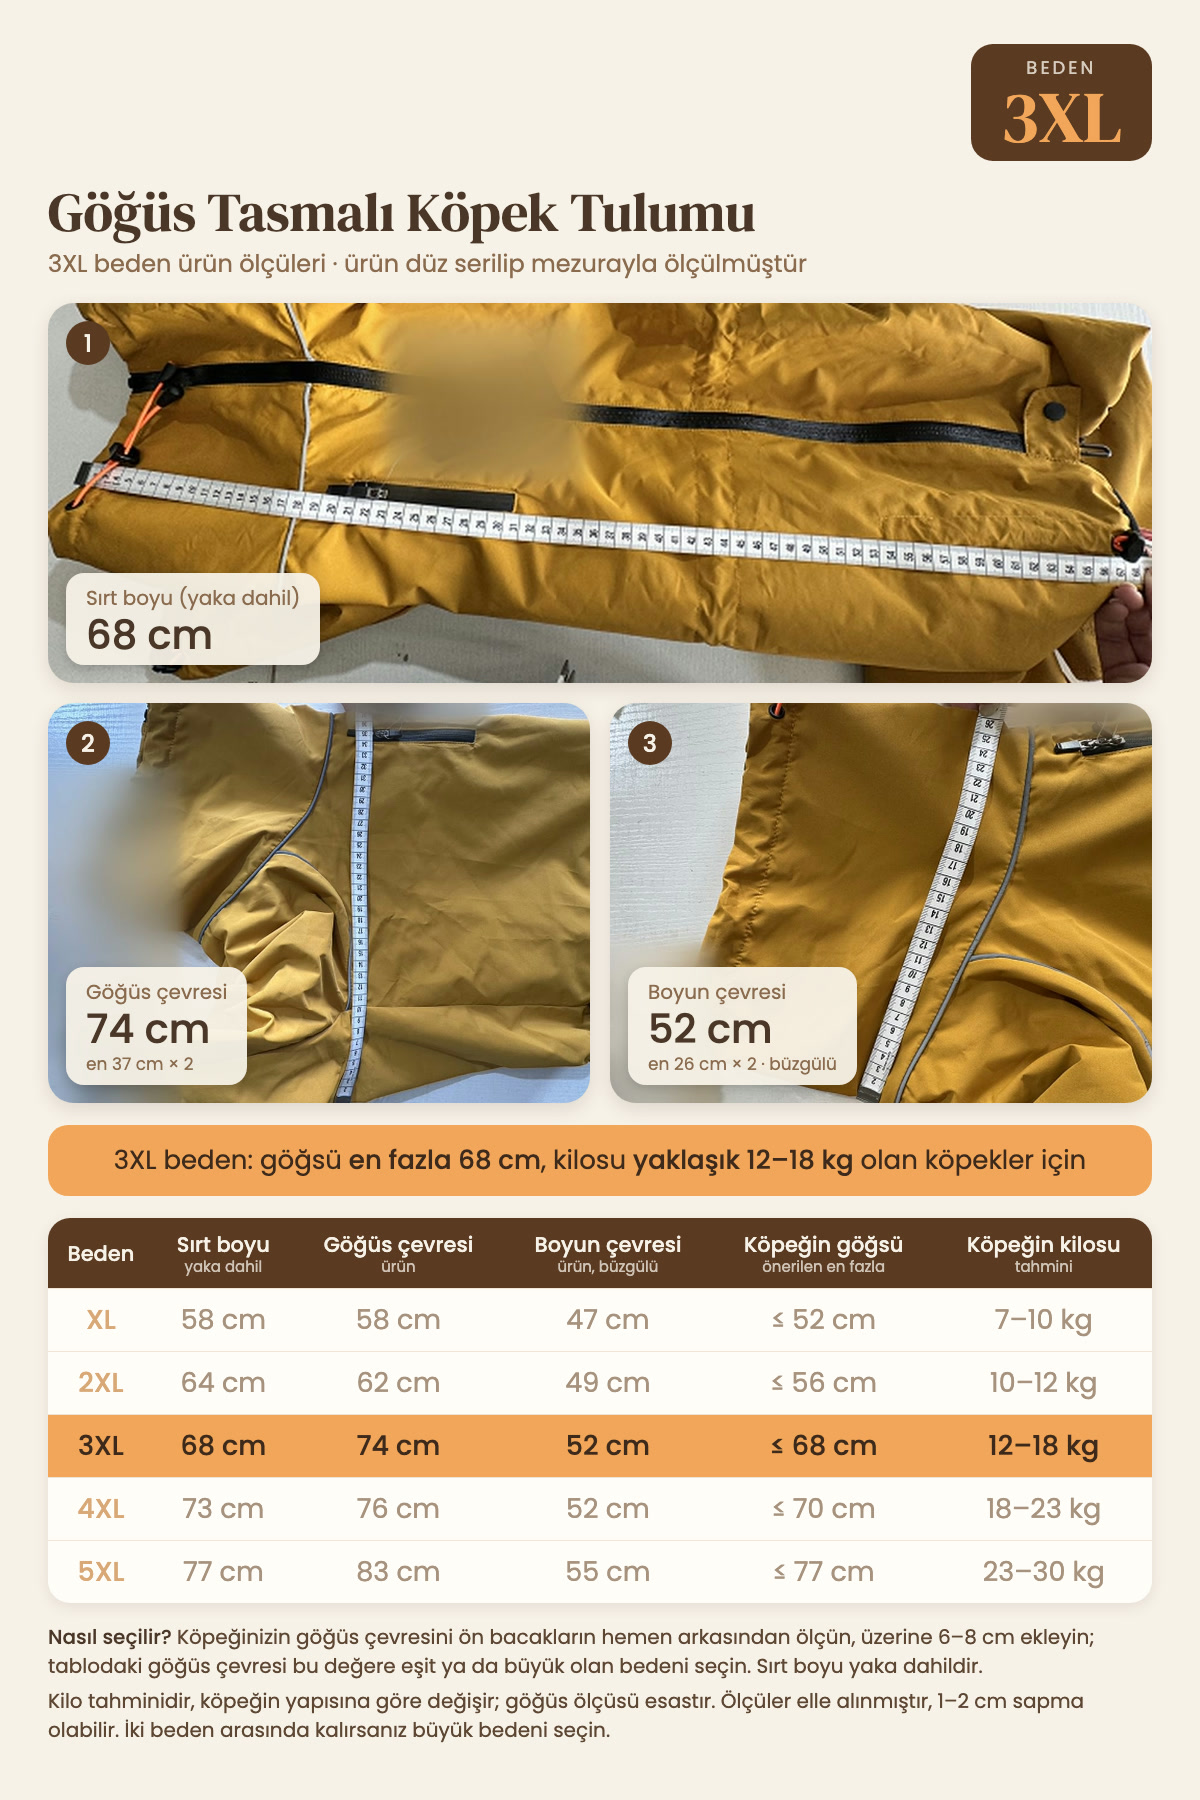 BEDEN
3XL
Göğüs Tasmalı Köpek Tulumu
3XL beden ürün ölçüleri · ürün düz serilip mezurayla ölçülmüştür
1
Sırt boyu (yaka dahil)
68 cm
2
Göğüs çevresi
74 cm
en 37 cm × 2
3
Boyun çevresi
52 cm
en 26 cm × 2 · büzgülü
3XL beden: göğsü en fazla 68 cm, kilosu yaklaşık 12–18 kg olan köpekler için
Beden Sırt boyu Göğüs çevresi Boyun çevresi Köpeğin göğsü Köpeğin kilosu
yaka dahil ürün ürün, büzgülü önerilen en fazla tahmini
XL 58 cm 58 cm 47 cm ≤ 52 cm 7–10 kg
2XL 64 cm 62 cm 49 cm ≤ 56 cm 10–12 kg
3XL 68 cm 74 cm 52 cm ≤ 68 cm 12–18 kg
4XL 73 cm 76 cm 52 cm ≤ 70 cm 18–23 kg
5XL 77 cm 83 cm 55 cm ≤ 77 cm 23–30 kg
Nasıl seçilir? Köpeğinizin göğüs çevresini ön bacakların hemen arkasından ölçün, üzerine 6–8 cm ekleyin;
tablodaki göğüs çevresi bu değere eşit ya da büyük olan bedeni seçin. Sırt boyu yaka dahildir.
Kilo tahminidir, köpeğin yapısına göre değişir; göğüs ölçüsü esastır. Ölçüler elle alınmıştır, 1–2 cm sapma
olabilir. İki beden arasında kalırsanız büyük bedeni seçin.